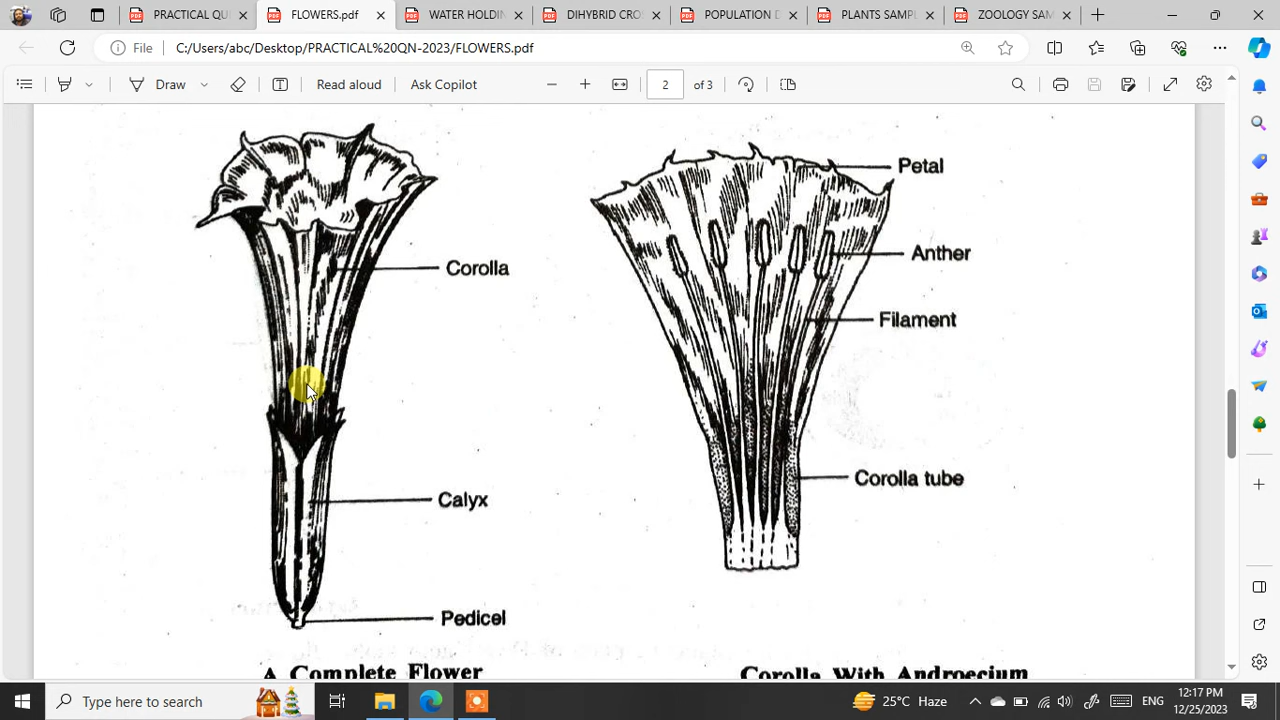 PRACTICAL QU
FLOWERS.pdf
WATER HOLDIN
DIHYBRID CRO
POPULATION D
PLANTS SAMPL
ZOOLOGY SAM
File
C:/Users/abc/Desktop/PRACTICAL%20QN-2023/FLOWERS.pdf
Draw
Read aloud
Ask Copilot
2
of 3
Corolla
Calyx
Pedicel
A Complete Flower
Petal
Anther
Filament
Corolla tube
Corolla With Androecium
Type here to search
25°C Haze
ENG
12:17 PM
12/25/2023